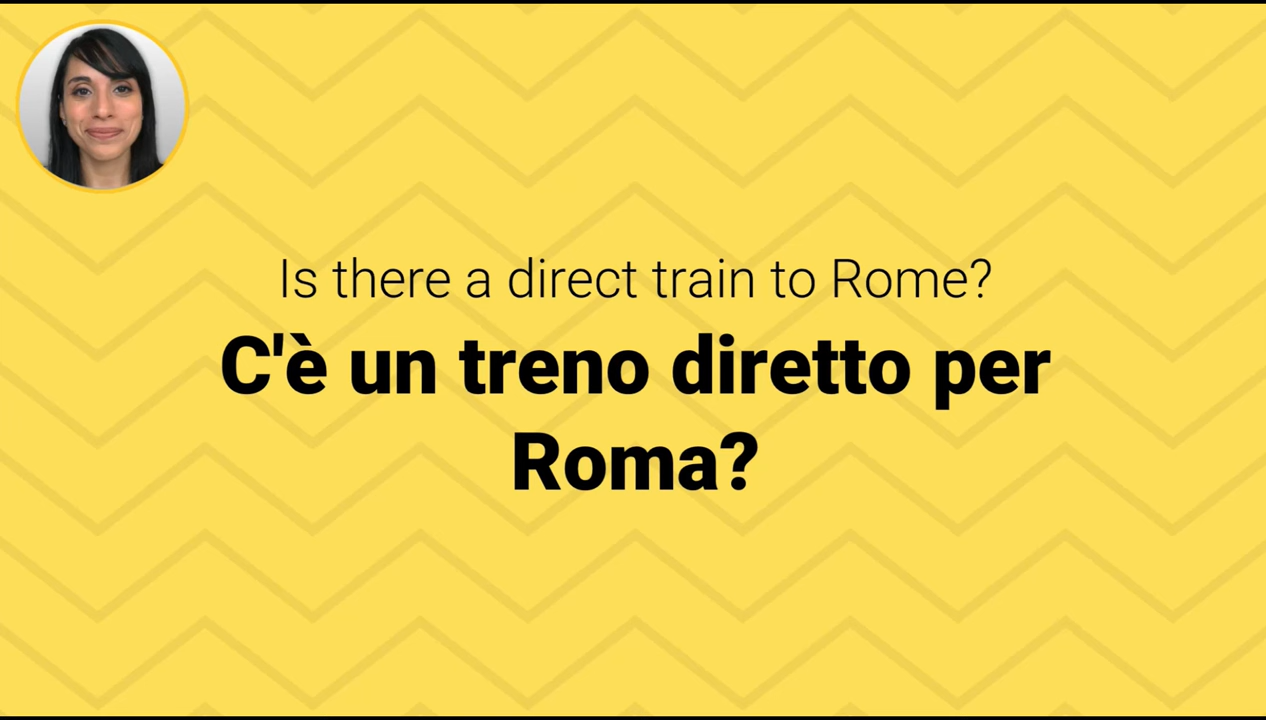 Is there a direct train to Rome?
C'è un treno diretto per
Roma?